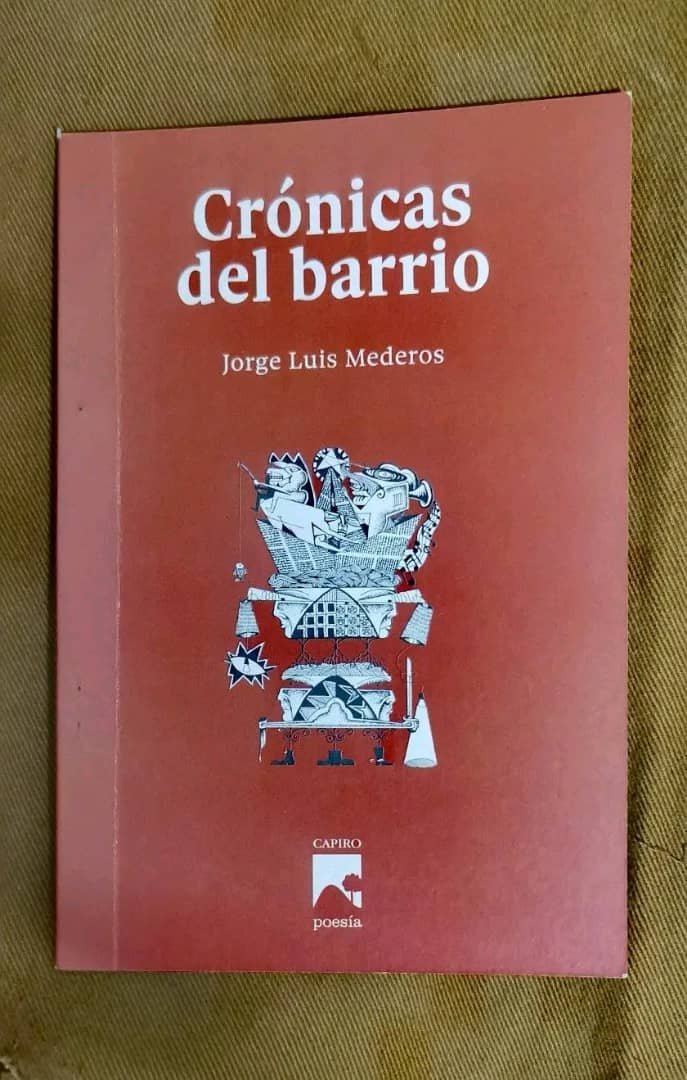 Crónicas
del barrio
Jorge Luis Mederos
CAPIRO
poesía